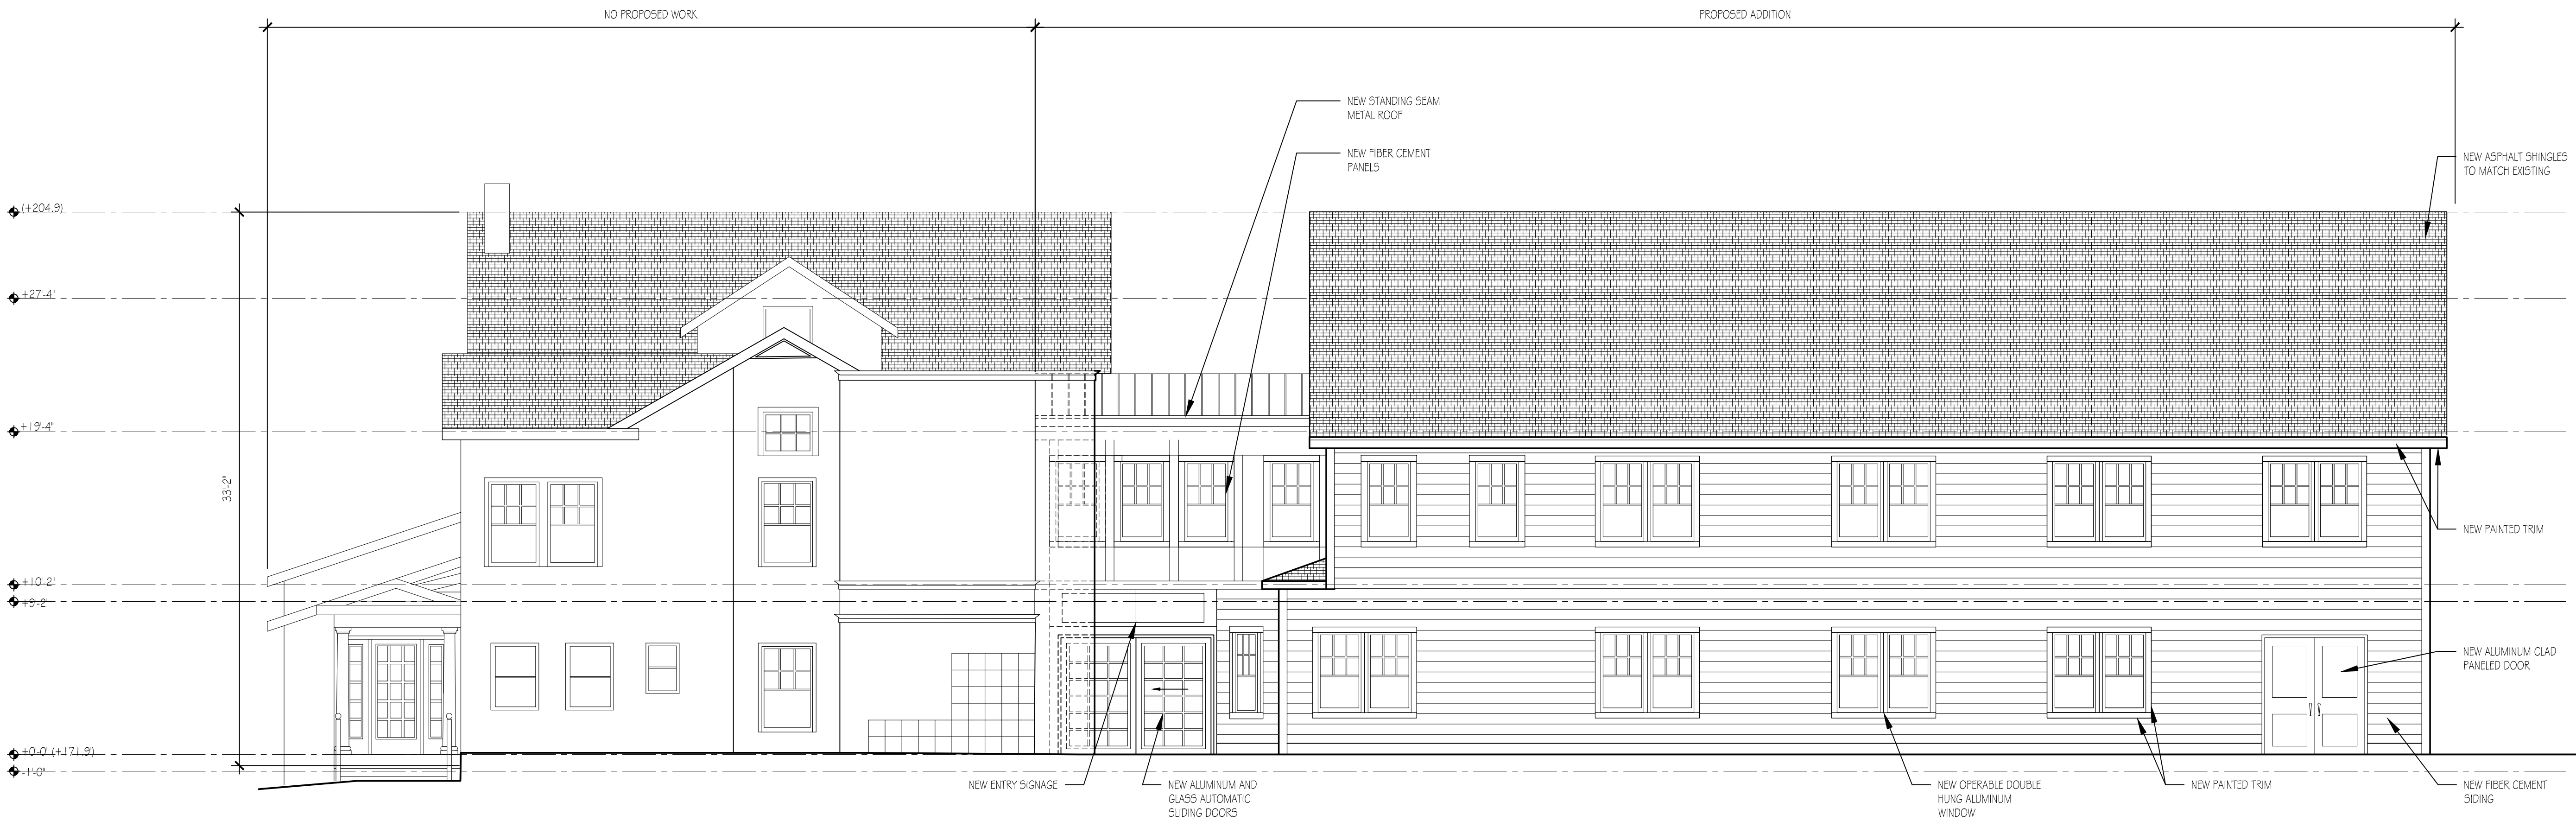 NO PROPOSED WORK
PROPOSED ADDITION
NEW STANDING SEAM
METAL ROOF
NEW FIBER CEMENT
PANELS
NEW ASPHALT SHINGLES
TO MATCH EXISTING
(+204.9)
+27'-4"
+19'-4"
33'-2"
NEW PAINTED TRIM
+10'-2"
+9'-2"
NEW ALUMINUM CLAD
PANELED DOOR
+0'-0" (+171.9')
-1'-0"
NEW ENTRY SIGNAGE
NEW ALUMINUM AND
GLASS AUTOMATIC
SLIDING DOORS
NEW OPERABLE DOUBLE
HUNG ALUMINUM
WINDOW
NEW PAINTED TRIM
NEW FIBER CEMENT
SIDING